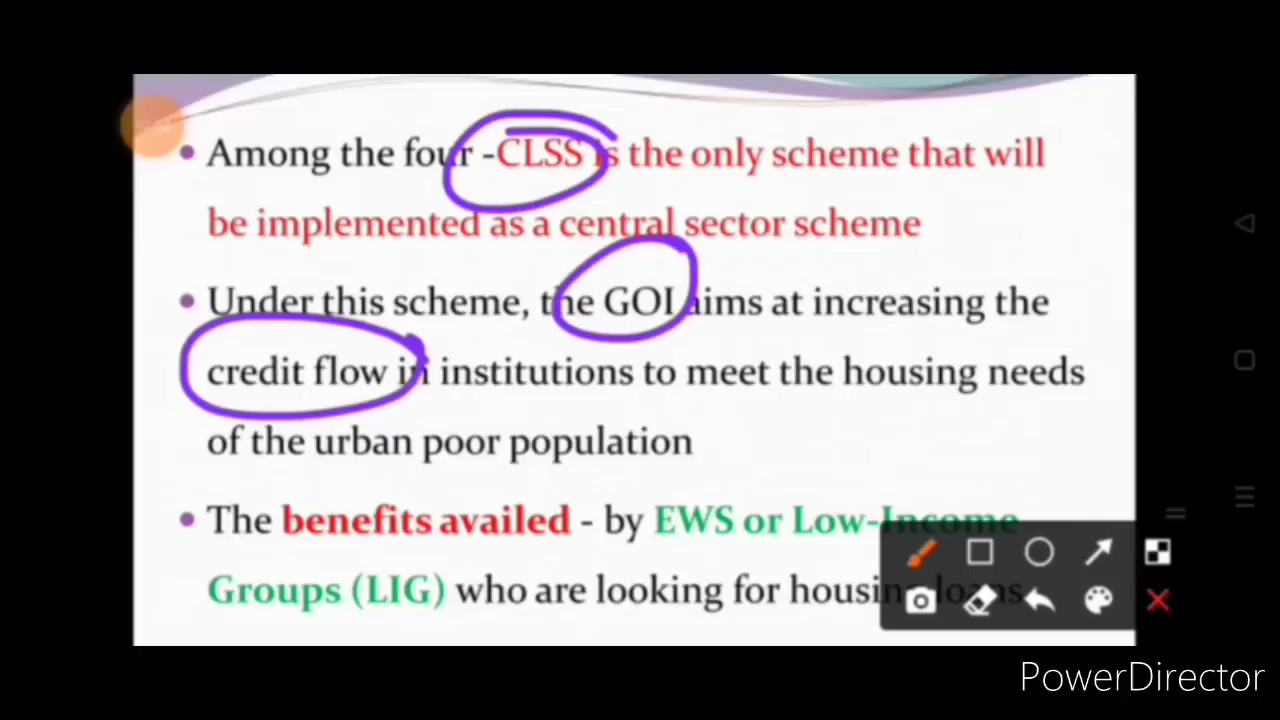 Among the four -CLSS is the only scheme that will
be implemented as a central sector scheme
Under this scheme, the GOI aims at increasing the
credit flow in institutions to meet the housing needs
of the urban poor population
The benefits availed - by EWS or Low-Income
Groups (LIG) who are looking for housing loans
PowerDirector